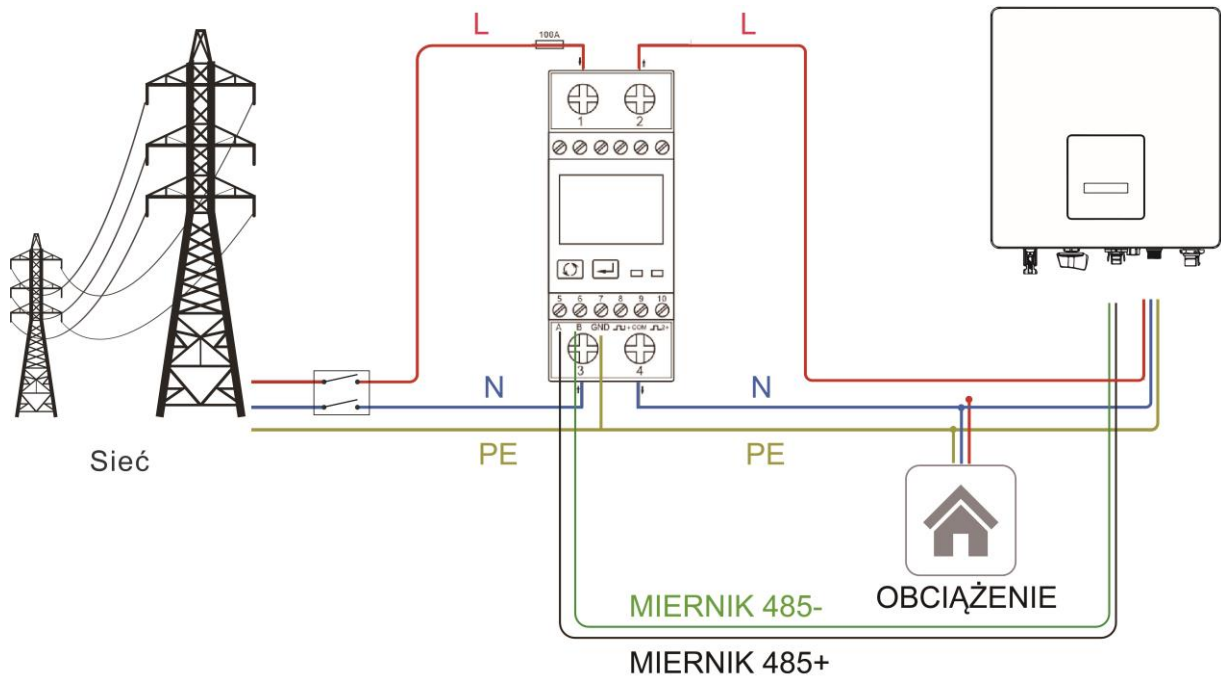 L
100A
L
1 2
5 6 7 8 9 10
A B GND + COM +
3 4
N
N
PE
PE
Sieć
MIERNIK 485-
OBCIĄŻENIE
MIERNIK 485+